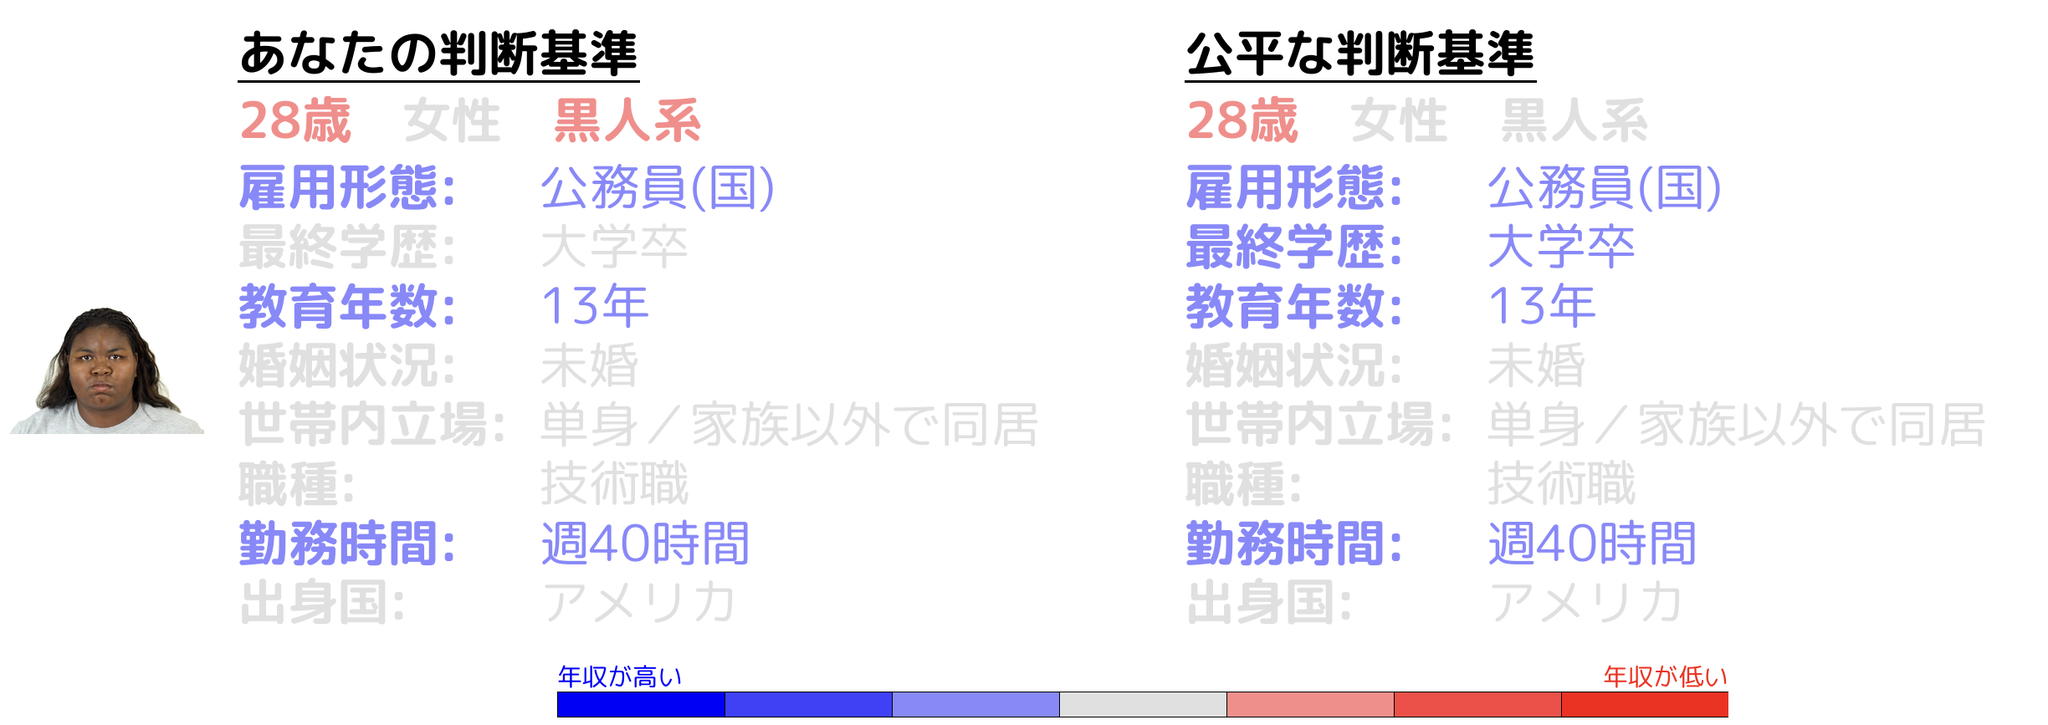 あなたの判断基準
28歳 女性 黒人系
雇用形態: 公務員(国)
最終学歴: 大学卒
教育年数: 13年
婚姻状況: 未婚
世帯内立場: 単身／家族以外で同居
職種: 技術職
勤務時間: 週40時間
出身国: アメリカ
公平な判断基準
28歳 女性 黒人系
雇用形態: 公務員(国)
最終学歴: 大学卒
教育年数: 13年
婚姻状況: 未婚
世帯内立場: 単身／家族以外で同居
職種: 技術職
勤務時間: 週40時間
出身国: アメリカ
年収が高い
年収が低い